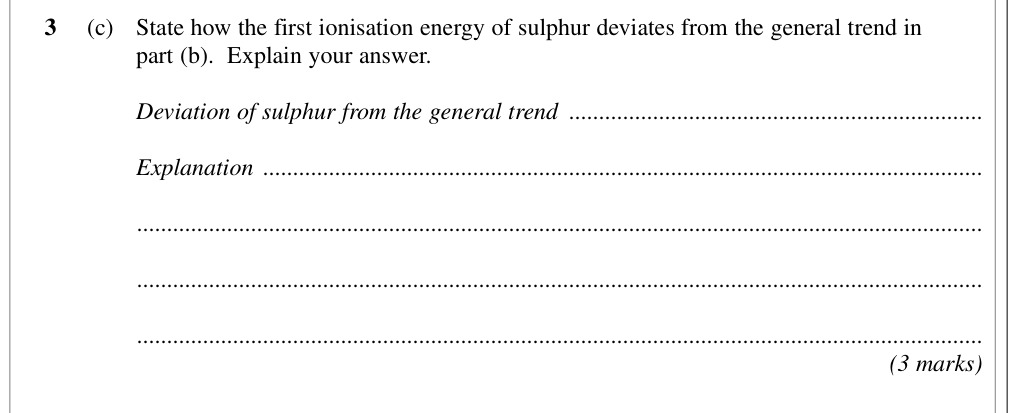 3 (c) State how the first ionisation energy of sulphur deviates from the general trend in
part (b). Explain your answer.
Deviation of sulphur from the general trend ......................................................................
Explanation ..........................................................................................................................
...............................................................................................................................................
...............................................................................................................................................
...............................................................................................................................................
(3 marks)